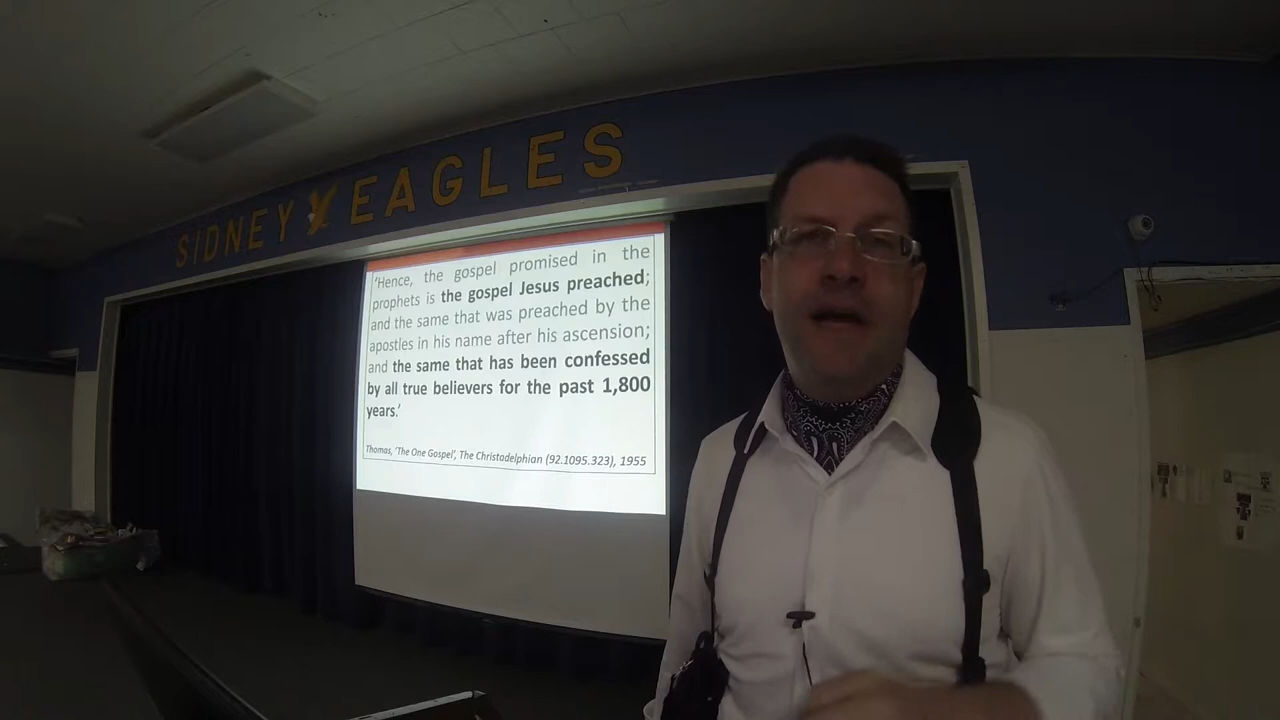 SIDNEY EAGLES
'Hence, the gospel promised in the
prophets is the gospel Jesus preached;
and the same that was preached by the
apostles in his name after his ascension;
and the same that has been confessed
by all true believers for the past 1,800
years.'
Thomas, 'The One Gospel', The Christadelphian (92.1095.323), 1955